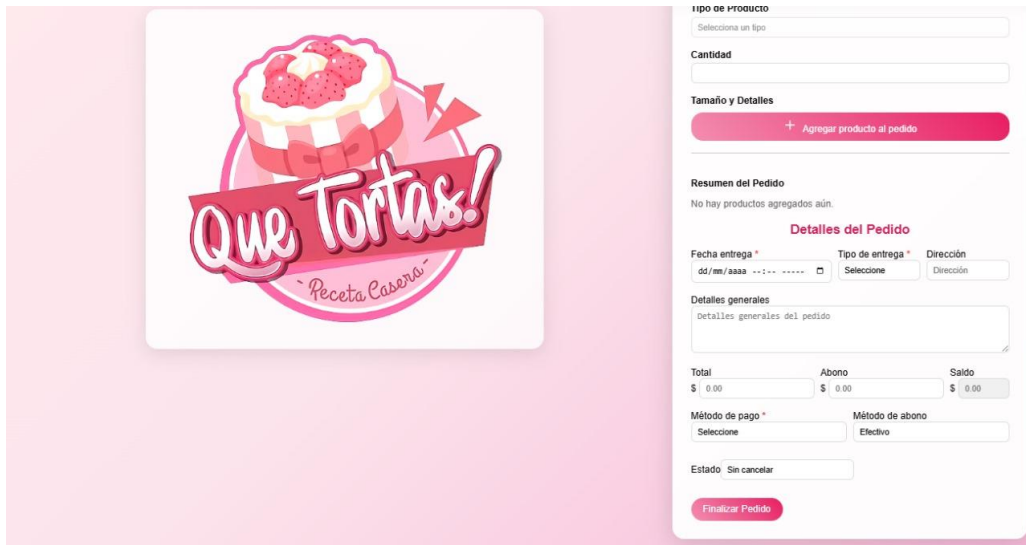 Que Tortas!
Receta Casera
Tipo de Producto
Selecciona un tipo
Cantidad
Tamaño y Detalles
+ Agregar producto al pedido
Resumen del Pedido
No hay productos agregados aún.
Detalles del Pedido
Fecha entrega * Tipo de entrega * Dirección
dd/mm/aaaa --:-- ----- Seleccione Dirección
Detalles generales
Detalles generales del pedido
Total Abono Saldo
$ 0.00 $ 0.00 $ 0.00
Método de pago * Método de abono
Seleccione Efectivo
Estado Sin cancelar
Finalizar Pedido